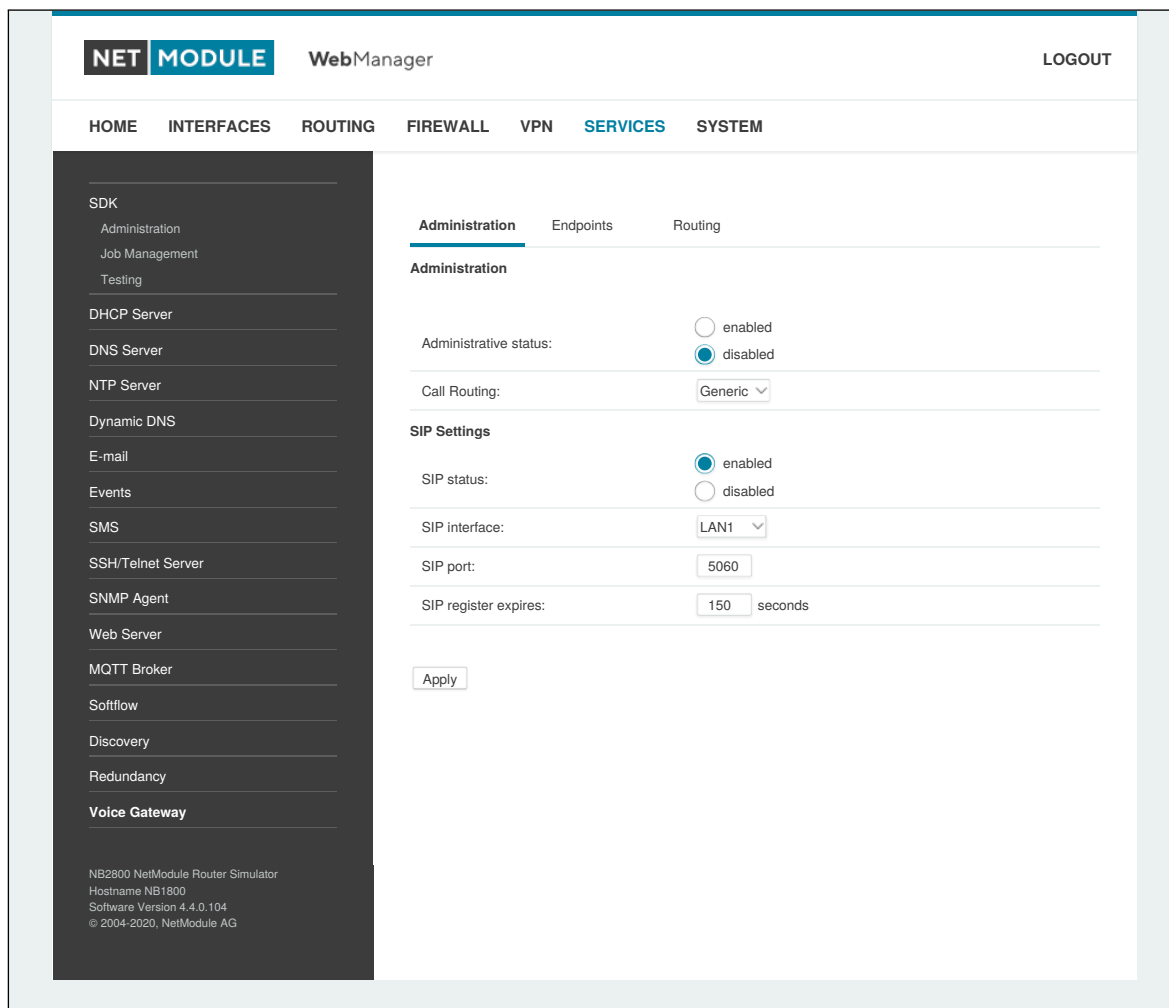 NET MODULE WebManager LOGOUT
HOME INTERFACES ROUTING FIREWALL VPN SERVICES SYSTEM
SDK
Administration
Job Management
Testing
DHCP Server
DNS Server
NTP Server
Dynamic DNS
E-mail
Events
SMS
SSH/Telnet Server
SNMP Agent
Web Server
MQTT Broker
Softflow
Discovery
Redundancy
Voice Gateway
NB2800 NetModule Router Simulator
Hostname NB1800
Software Version 4.4.0.104
© 2004-2020, NetModule AG
Administration Endpoints Routing
Administration
Administrative status:
enabled
disabled
Call Routing: Generic
SIP Settings
SIP status:
enabled
disabled
SIP interface: LAN1
SIP port: 5060
SIP register expires: 150 seconds
Apply